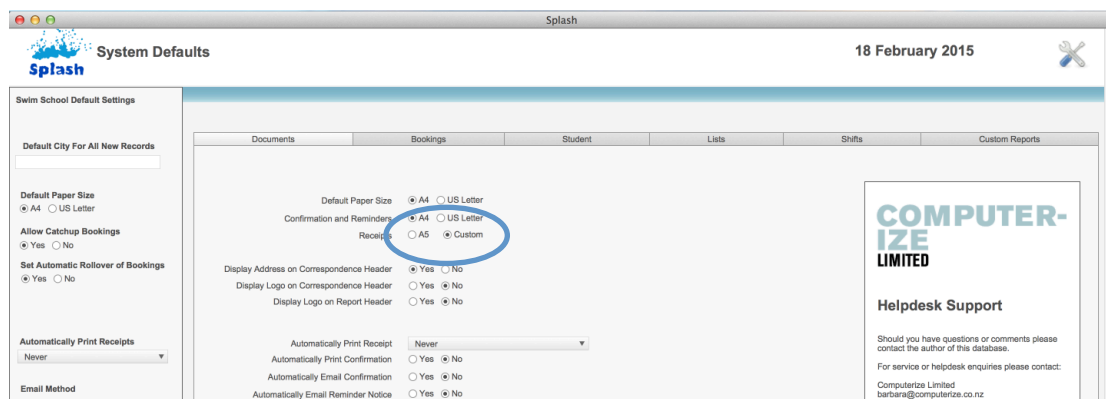 Splash
Splash
System Defaults
18 February 2015
Swim School Default Settings
Default City For All New Records
Default Paper Size
A4 US Letter
Allow Catchup Bookings
Yes No
Set Automatic Rollover of Bookings
Yes No
Automatically Print Receipts
Never
Email Method
Documents Bookings Student Lists Shifts Custom Reports
Default Paper Size A4 US Letter
Confirmation and Reminders A4 US Letter
Receipts A5 Custom
Display Address on Correspondence Header Yes No
Display Logo on Correspondence Header Yes No
Display Logo on Report Header Yes No
Automatically Print Receipt Never
Automatically Print Confirmation Yes No
Automatically Email Confirmation Yes No
Automatically Email Reminder Notice Yes No
COMPUTER-
IZE
LIMITED
Helpdesk Support
Should you have questions or comments please
contact the author of this database.
For service or helpdesk enquiries please contact:
Computerize Limited
barbara@computerize.co.nz